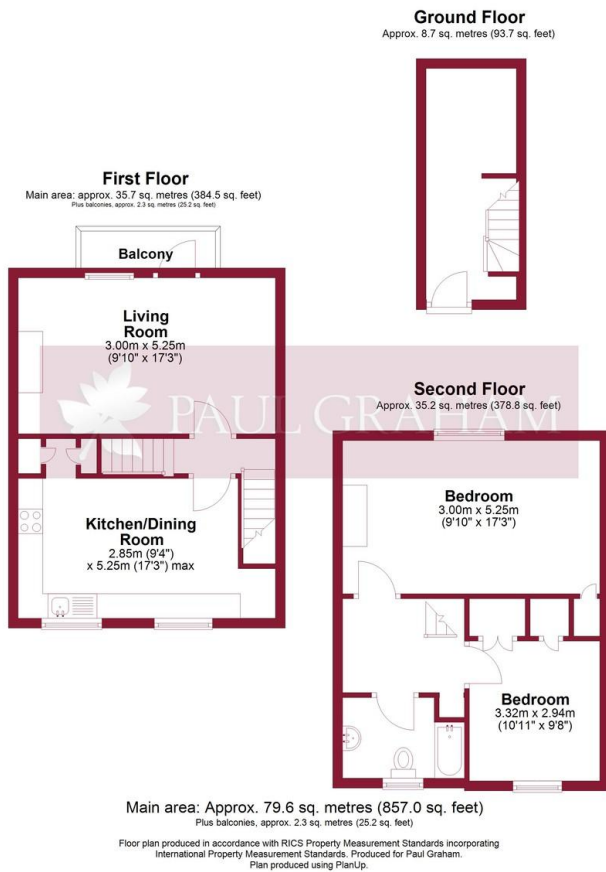 Ground Floor
Approx. 8.7 sq. metres (93.7 sq. feet)
First Floor
Main area: approx. 35.7 sq. metres (384.5 sq. feet)
Plus balconies, approx. 2.3 sq. metres (25.2 sq. feet)
Balcony
Living
Room
3.00m x 5.25m
(9'10" x 17'3")
PAUL GRAHAM
Kitchen/Dining
Room
2.85m (9'4")
x 5.25m (17'3") max
Second Floor
Approx. 35.2 sq. metres (378.8 sq. feet)
Bedroom
3.00m x 5.25m
(9'10" x 17'3")
Bedroom
3.32m x 2.94m
(10'11" x 9'8")
Main area: Approx. 79.6 sq. metres (857.0 sq. feet)
Plus balconies, approx. 2.3 sq. metres (25.2 sq. feet)
Floor plan produced in accordance with RICS Property Measurement Standards incorporating
International Property Measurement Standards. Produced for Paul Graham.
Plan produced using PlanUp.